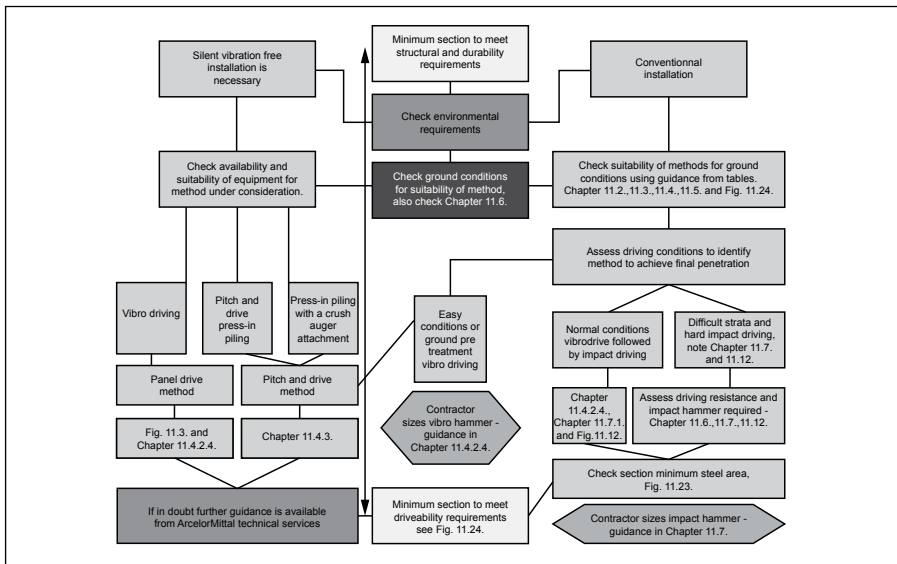 Minimum section to meet
structural and durability
requirements
Silent vibration free
installation is
necessary
Conventionnal
installation
Check environmental
requirements
Check availability and
suitability of equipment for
method under consideration.
Check ground conditions
for suitability of method,
also check Chapter 11.6.
Check suitability of methods for ground
conditions using guidance from tables.
Chapter 11.2.,11.3.,11.4.,11.5. and Fig. 11.24.
Assess driving conditions to identify
method to achieve final penetration
Vibro driving
Pitch and
drive
press-in
piling
Press-in piling
with a crush
auger
attachment
Easy
conditions or
ground pre
treatment
vibro driving
Normal conditions
vibrodrive followed
by impact driving
Difficult strata and
hard impact driving,
note Chapter 11.7.
and 11.12.
Panel drive
method
Pitch and drive
method
Chapter
11.4.2.4.,
Chapter 11.7.1.
and Fig.11.12.
Assess driving resistance and
impact hammer required -
Chapter 11.6.,11.7.,11.12.
Fig. 11.3. and
Chapter 11.4.2.4.
Chapter 11.4.3.
Contractor
sizes vibro hammer -
guidance in
Chapter 11.4.2.4.
Check section minimum steel area,
Fig. 11.23.
If in doubt further guidance is available
from ArcelorMittal technical services
Minimum section to meet
driveability requirements
see Fig. 11.24.
Contractor sizes impact hammer -
guidance in Chapter 11.7.